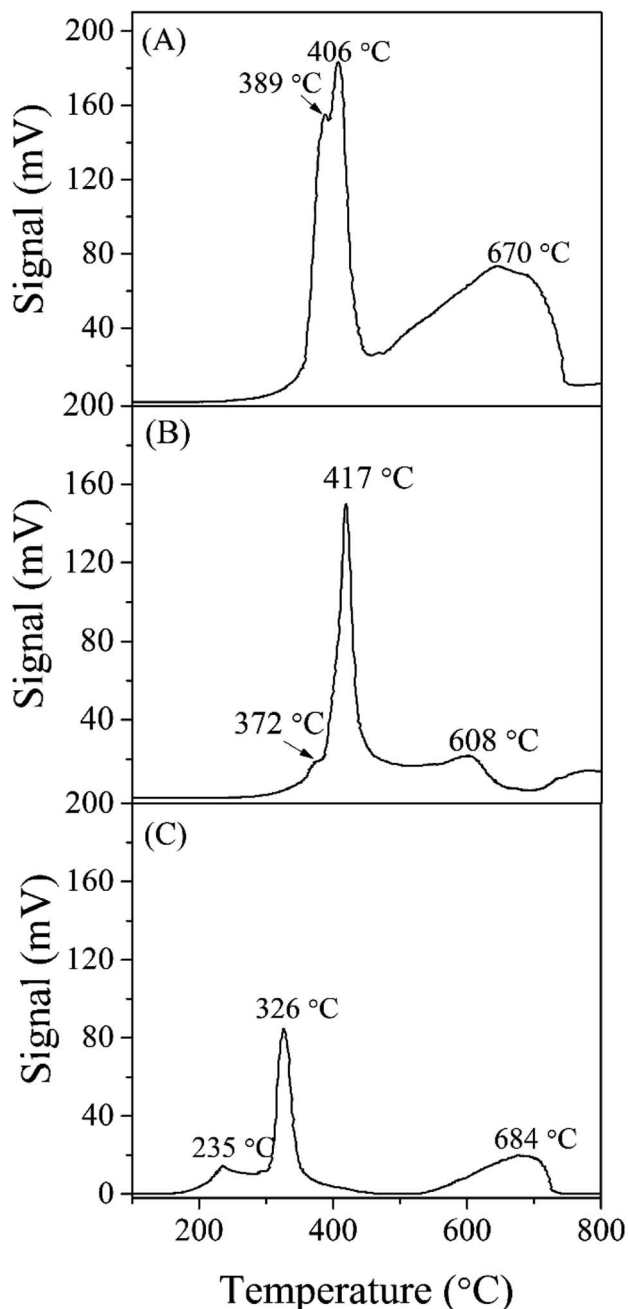 (A)
406 °C
389 °C
670 °C
200
160
120
80
40
Signal (mV)
(B)
417 °C
372 °C
608 °C
200
160
120
80
40
Signal (mV)
(C)
326 °C
235 °C
684 °C
200
160
120
80
40
0
Signal (mV)
200 400 600 800
Temperature (°C)